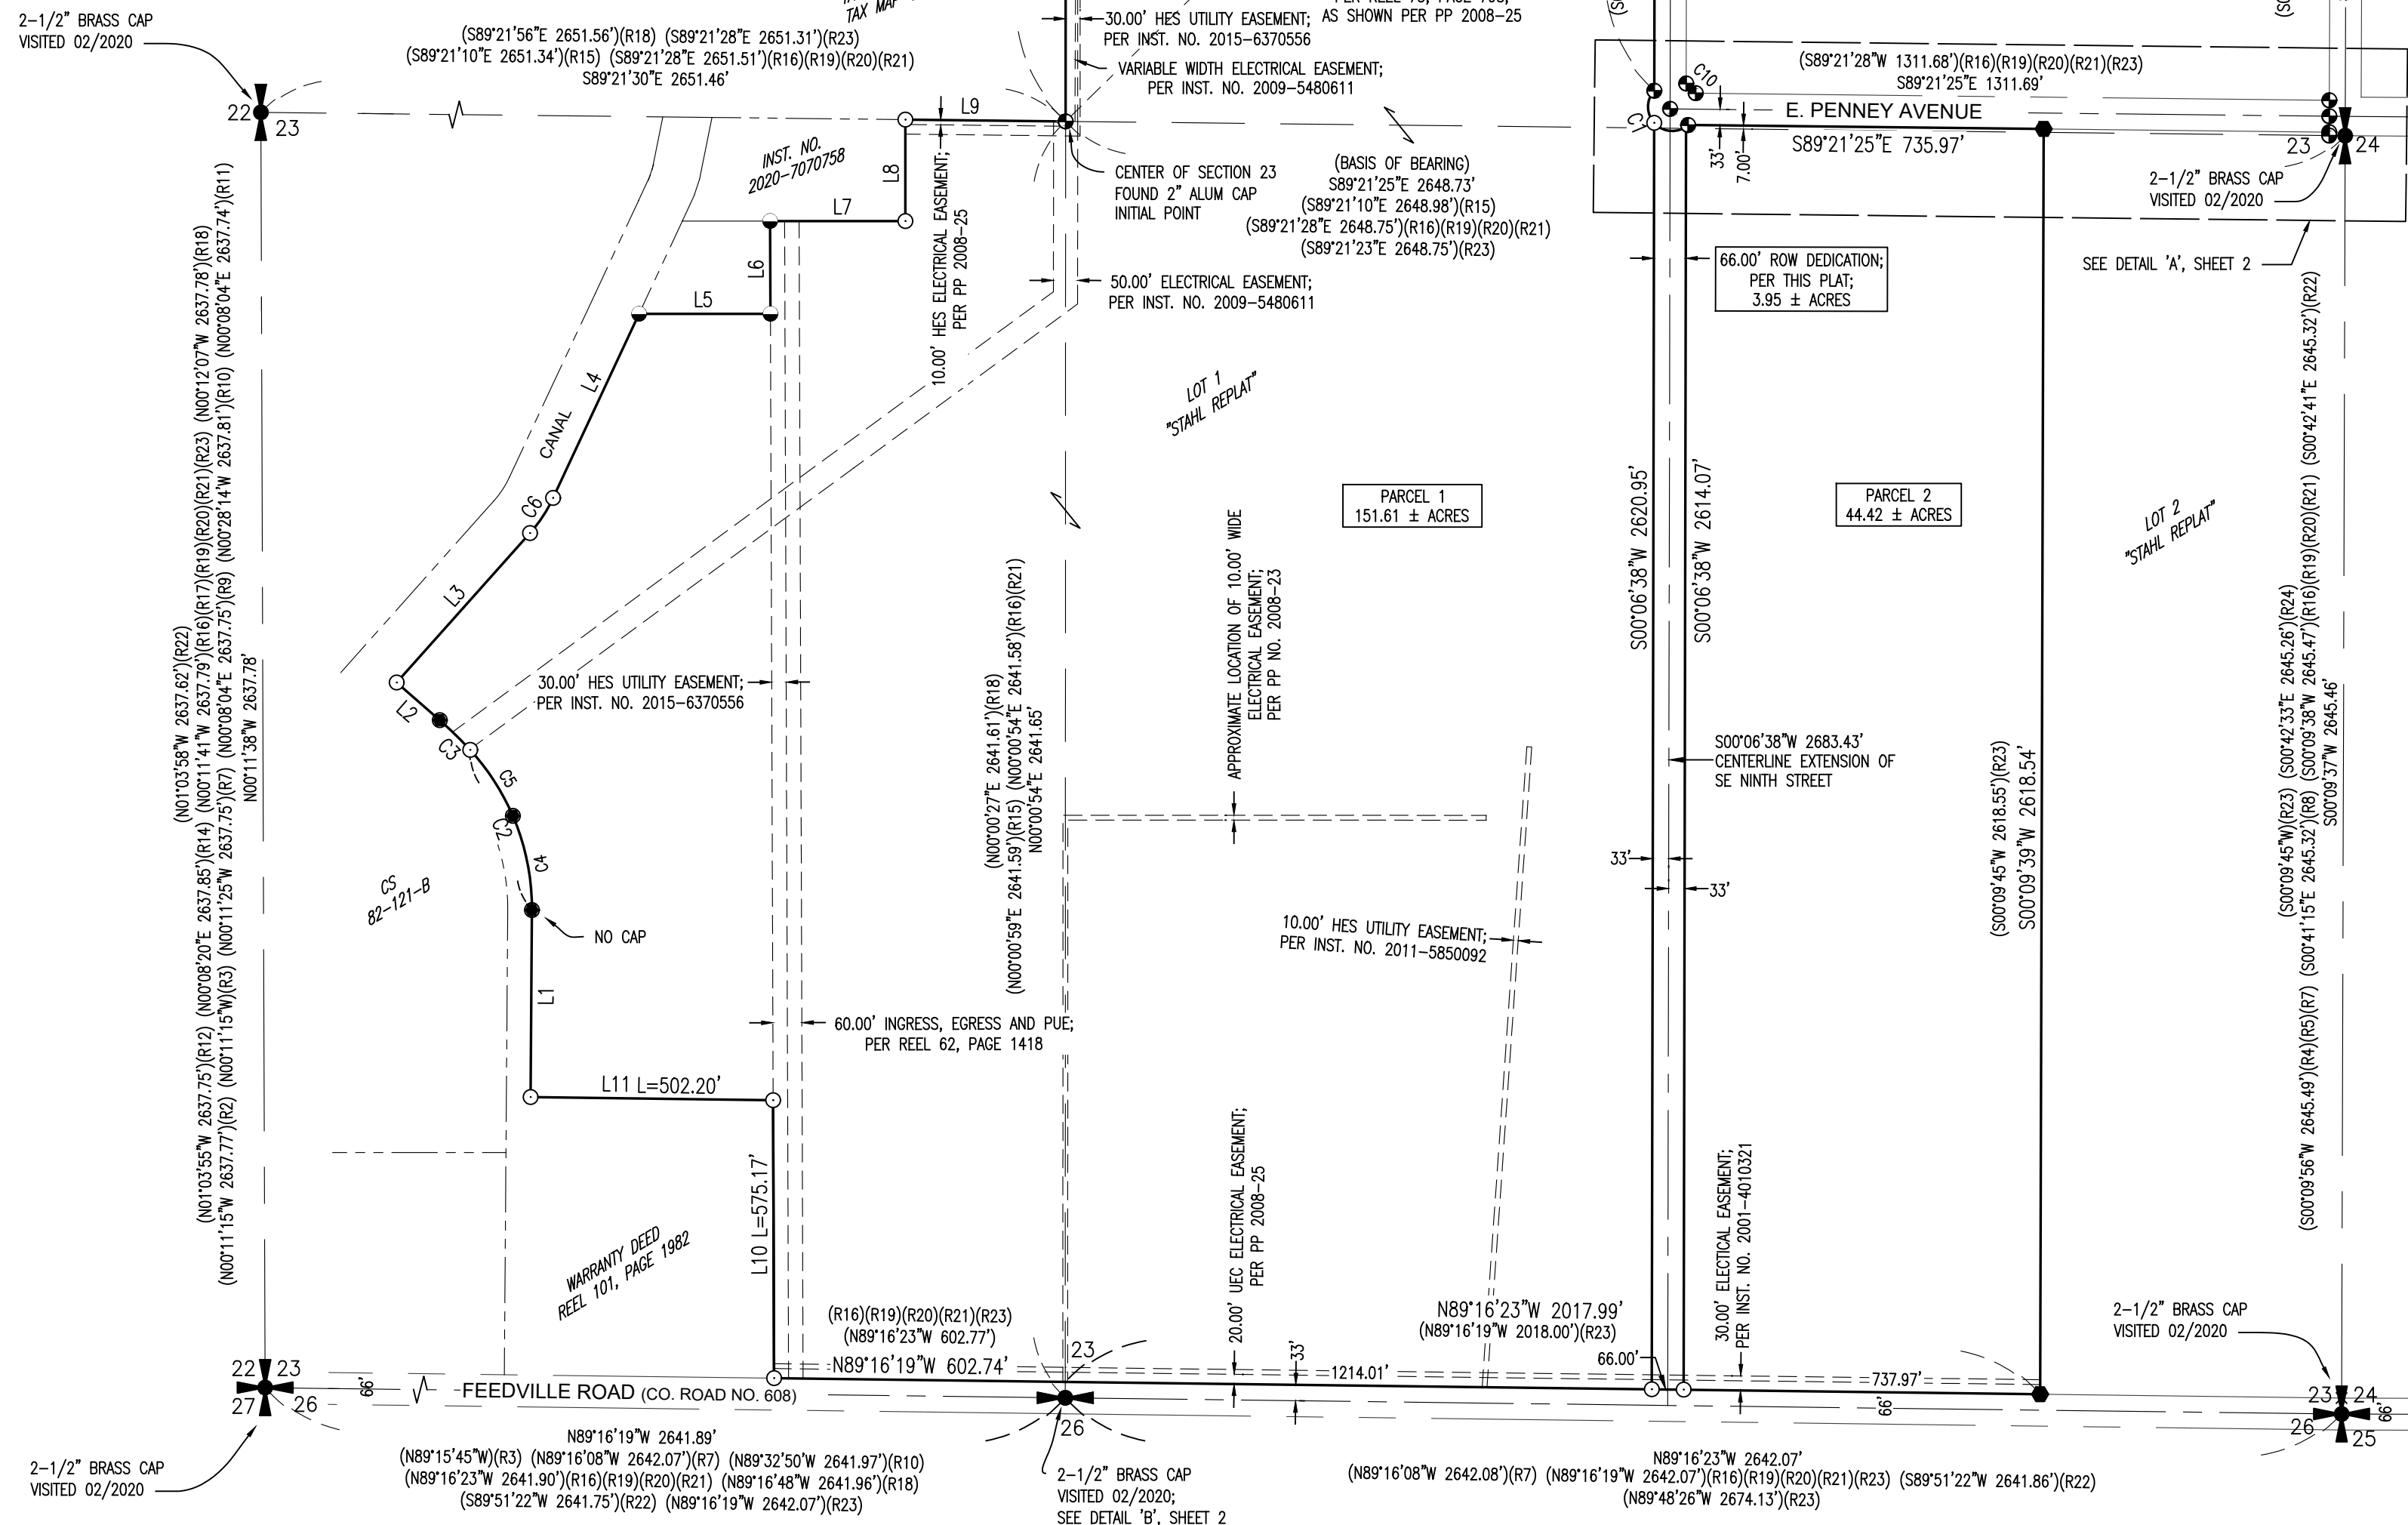 2-1/2" BRASS CAP
VISITED 02/2020
22
23
(S89°21'56"E 2651.56')(R18) (S89°21'28"E 2651.31')(R23)
(S89°21'10"E 2651.34')(R15) (S89°21'28"E 2651.51')(R16)(R19)(R20)(R21)
S89°21'30"E 2651.46'
TAX MAP
30.00' HES UTILITY EASEMENT;
PER INST. NO. 2015-6370556
AS SHOWN PER PP 2008-25
VARIABLE WIDTH ELECTRICAL EASEMENT;
PER INST. NO. 2009-5480611
(S89°21'28"W 1311.68')(R16)(R19)(R20)(R21)(R23)
S89°21'25"E 1311.69'
C10
C7
E. PENNEY AVENUE
S89°21'25"E 735.97'
33'
7.00'
23
24
2-1/2" BRASS CAP
VISITED 02/2020
SEE DETAIL 'A', SHEET 2
L9
L8
L7
L6
L5
L4
INST. NO.
2020-7070758
10.00' HES ELECTRICAL EASEMENT;
PER PP 2008-25
CENTER OF SECTION 23
FOUND 2" ALUM CAP
INITIAL POINT
(BASIS OF BEARING)
S89°21'25"E 2648.73'
(S89°21'10"E 2648.98')(R15)
(S89°21'28"E 2648.75')(R16)(R19)(R20)(R21)
(S89°21'23"E 2648.75')(R23)
50.00' ELECTRICAL EASEMENT;
PER INST. NO. 2009-5480611
66.00' ROW DEDICATION;
PER THIS PLAT;
3.95 ± ACRES
LOT 1
"STAHL REPLAT"
PARCEL 1
151.61 ± ACRES
PARCEL 2
44.42 ± ACRES
LOT 2
"STAHL REPLAT"
CANAL
C6
L3
L2
C3
C5
C2
C4
NO CAP
L1
CS
82-121-B
(N01°03'58"W 2637.62')(R22)
(N01°03'55"W 2637.75')(R12) (N00°08'20"E 2637.85')(R14) (N00°11'41"W 2637.79')(R16)(R17)(R19)(R20)(R21)(R23) (N00°12'07"W 2637.78')(R18)
(N00°11'15"W 2637.77')(R2) (N00°11'15"W)(R3) (N00°11'25"W 2637.75')(R7) (N00°08'04"E 2637.75')(R9) (N00°28'14"W 2637.81')(R10) (N00°08'04"E 2637.74')(R11)
N00°11'38"W 2637.78'
30.00' HES UTILITY EASEMENT;
PER INST. NO. 2015-6370556
(N00°00'27"E 2641.61')(R18)
(N00°00'59"E 2641.59')(R15) (N00°00'54"E 2641.58')(R16)(R21)
N00°00'54"E 2641.65'
APPROXIMATE LOCATION OF 10.00' WIDE
ELECTRICAL EASEMENT;
PER PP NO. 2008-23
S00°06'38"W 2620.95'
S00°06'38"W 2614.07'
S00°06'38"W 2683.43'
CENTERLINE EXTENSION OF
SE NINTH STREET
33'
33'
(S00°09'45"W 2618.55')(R23)
S00°09'39"W 2618.54'
(S00°09'45"W)(R23) (S00°42'33"E 2645.26')(R24)
(S00°09'56"W 2645.49')(R4)(R5)(R7) (S00°41'15"E 2645.32')(R8) (S00°09'38"W 2645.47')(R16)(R19)(R20)(R21) (S00°42'41"E 2645.32')(R22)
S00°09'37"W 2645.46'
10.00' HES UTILITY EASEMENT;
PER INST. NO. 2011-5850092
60.00' INGRESS, EGRESS AND PUE;
PER REEL 62, PAGE 1418
L11 L=502.20'
L10 L=575.17'
WARRANTY DEED
REEL 101, PAGE 1982
20.00' UEC ELECTRICAL EASEMENT;
PER PP 2008-25
30.00' ELECTICAL EASEMENT;
PER INST. NO. 2001-4010321
(R16)(R19)(R20)(R21)(R23)
(N89°16'23"W 602.77')
N89°16'19"W 602.74'
23
33'
N89°16'23"W 2017.99'
(N89°16'19"W 2018.00')(R23)
66.00'
1214.01'
737.97'
2-1/2" BRASS CAP
VISITED 02/2020
22 23
27 26
66'
FEEDVILLE ROAD (CO. ROAD NO. 608)
26
66'
23 24
26 25
66'
2-1/2" BRASS CAP
VISITED 02/2020
N89°16'19"W 2641.89'
(N89°15'45"W)(R3) (N89°16'08"W 2642.07')(R7) (N89°32'50"W 2641.97')(R10)
(N89°16'23"W 2641.90')(R16)(R19)(R20)(R21) (N89°16'48"W 2641.96')(R18)
(S89°51'22"W 2641.75')(R22) (N89°16'19"W 2642.07')(R23)
2-1/2" BRASS CAP
VISITED 02/2020;
SEE DETAIL 'B', SHEET 2
N89°16'23"W 2642.07'
(N89°16'08"W 2642.08')(R7) (N89°16'19"W 2642.07')(R16)(R19)(R20)(R21)(R23) (S89°51'22"W 2641.86')(R22)
(N89°48'26"W 2674.13')(R23)